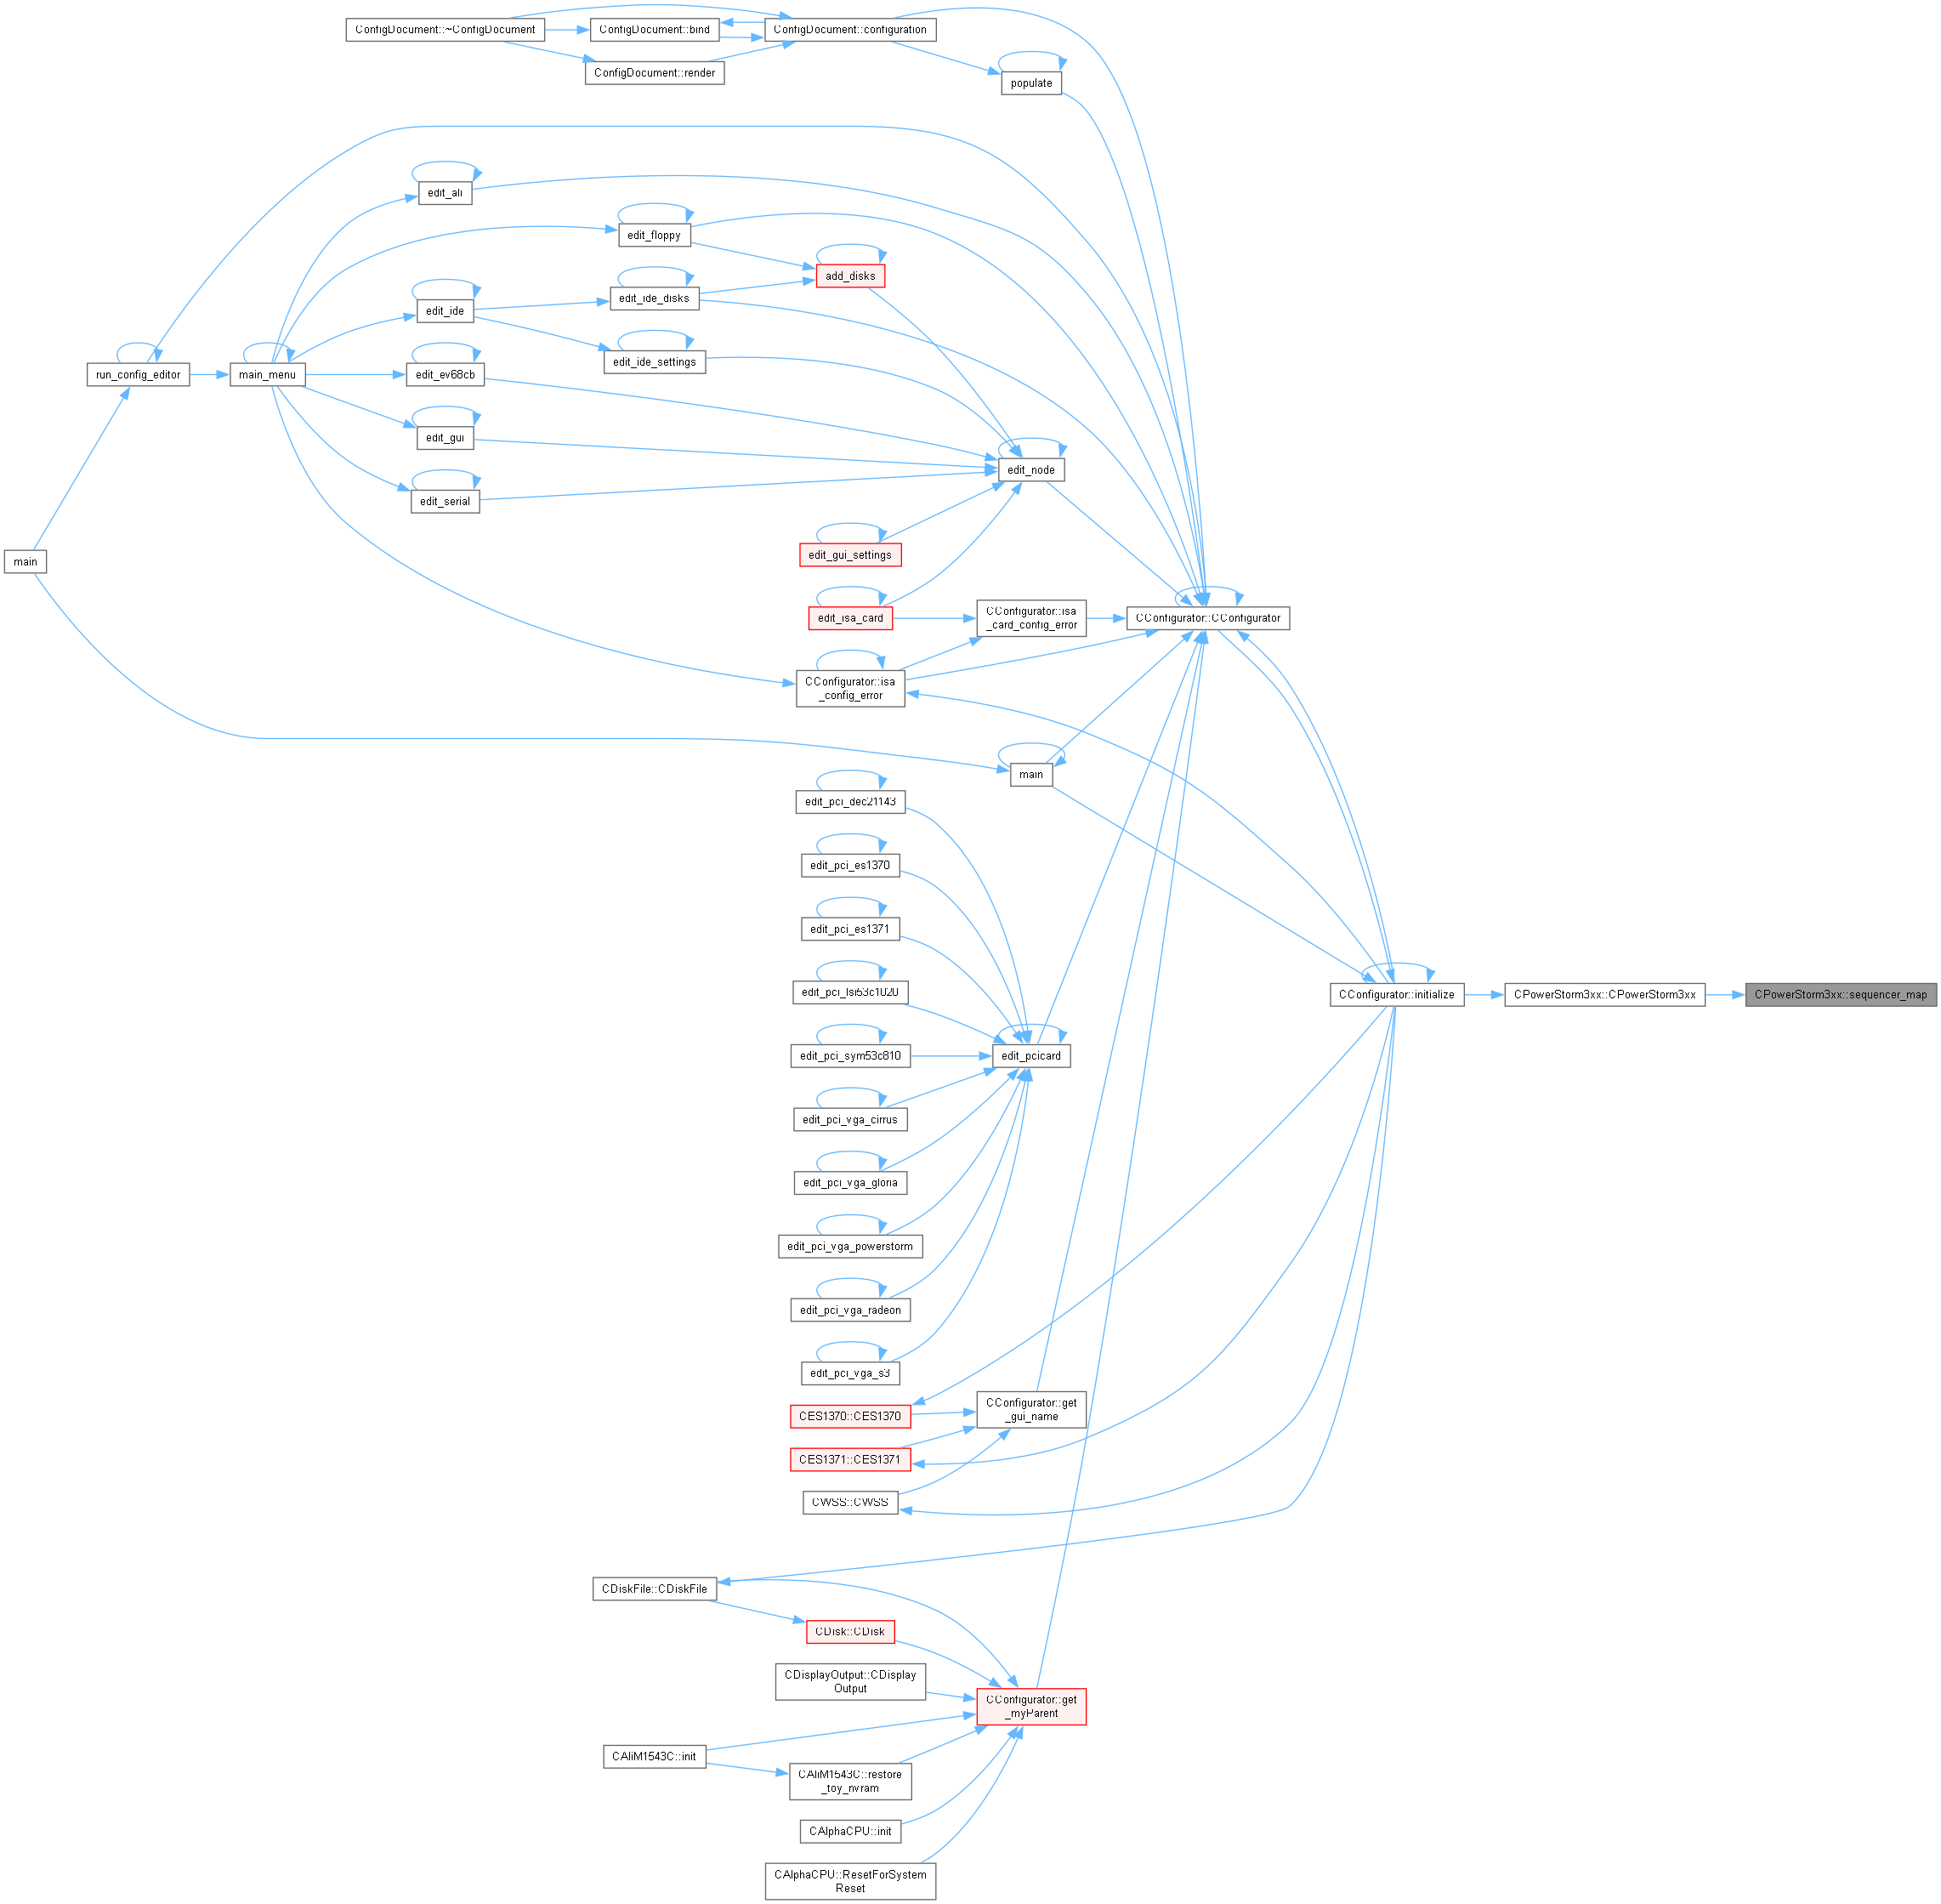 ConfigDocument::~ConfigDocument
ConfigDocument::bind
ConfigDocument::configuration
ConfigDocument::render
populate
edit_ali
edit_floppy
add_disks
edit_ide
edit_ide_disks
edit_ide_settings
run_config_editor
main_menu
edit_ev68cb
edit_gui
edit_node
edit_serial
main
edit_gui_settings
edit_isa_card
CConfigurator::isa
_card_config_error
CConfigurator::CConfigurator
CConfigurator::isa
_config_error
main
edit_pci_dec21143
edit_pci_es1370
edit_pci_es1371
edit_pci_lsi53c1020
CConfigurator::initialize
CPowerStorm3xx::CPowerStorm3xx
CPowerStorm3xx::sequencer_map
edit_pci_sym53c810
edit_pcicard
edit_pci_vga_cirrus
edit_pci_vga_gloria
edit_pci_vga_powerstorm
edit_pci_vga_radeon
edit_pci_vga_s3
CES1370::CES1370
CConfigurator::get
_gui_name
CES1371::CES1371
CWSS::CWSS
CDiskFile::CDiskFile
CDisk::CDisk
CDisplayOutput::CDisplay
Output
CConfigurator::get
_myParent
CAliM1543C::init
CAliM1543C::restore
_toy_nvram
CAlphaCPU::init
CAlphaCPU::ResetForSystem
Reset